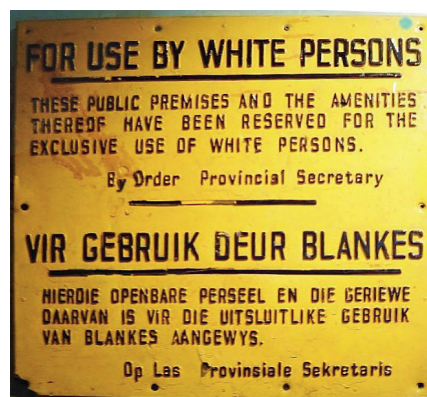 FOR USE BY WHITE PERSONS
THESE PUBLIC PREMISES AND THE AMENITIES
THEREOF HAVE BEEN RESERVED FOR THE
EXCLUSIVE USE OF WHITE PERSONS.
By Order Provincial Secretary
VIR GEBRUIK DEUR BLANKES
HIERDIE OPENBARE PERSEEL EN DIE GERIEWE
DAARVAN IS VIR DIE UITSLUITLIKE GEBRUIK
VAN BLANKES AANGEWYS.
Op Las Provinsiale Sekretaris